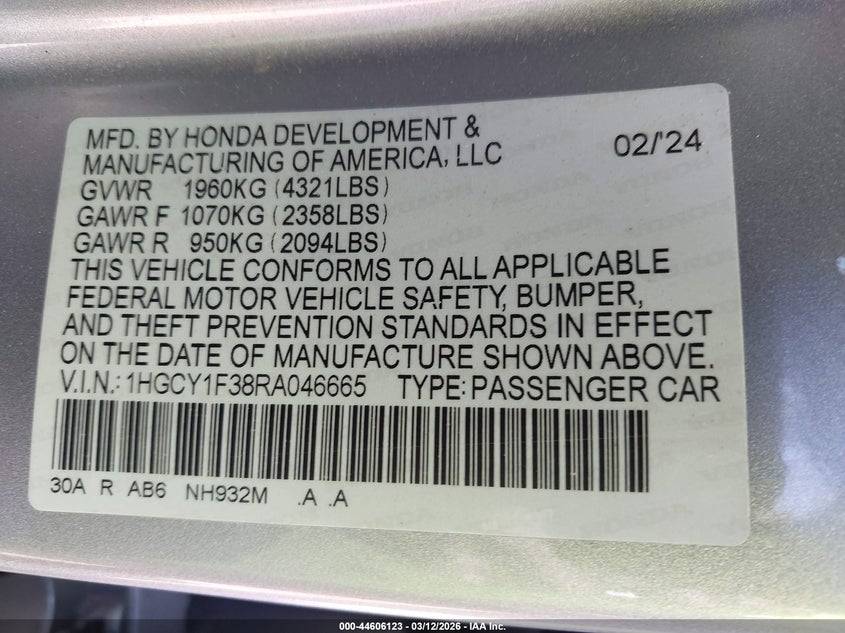 MFD. BY HONDA DEVELOPMENT &
MANUFACTURING OF AMERICA, LLC 02/'24
GVWR 1960KG (4321LBS)
GAWR F 1070KG (2358LBS)
GAWR R 950KG (2094LBS)
THIS VEHICLE CONFORMS TO ALL APPLICABLE
FEDERAL MOTOR VEHICLE SAFETY, BUMPER,
AND THEFT PREVENTION STANDARDS IN EFFECT
ON THE DATE OF MANUFACTURE SHOWN ABOVE.
V.I.N.: 1HGCY1F38RA046665 TYPE: PASSENGER CAR
30A R AB6 NH932M .A .A
000-44606123 - 03/12/2026 - IAA Inc.